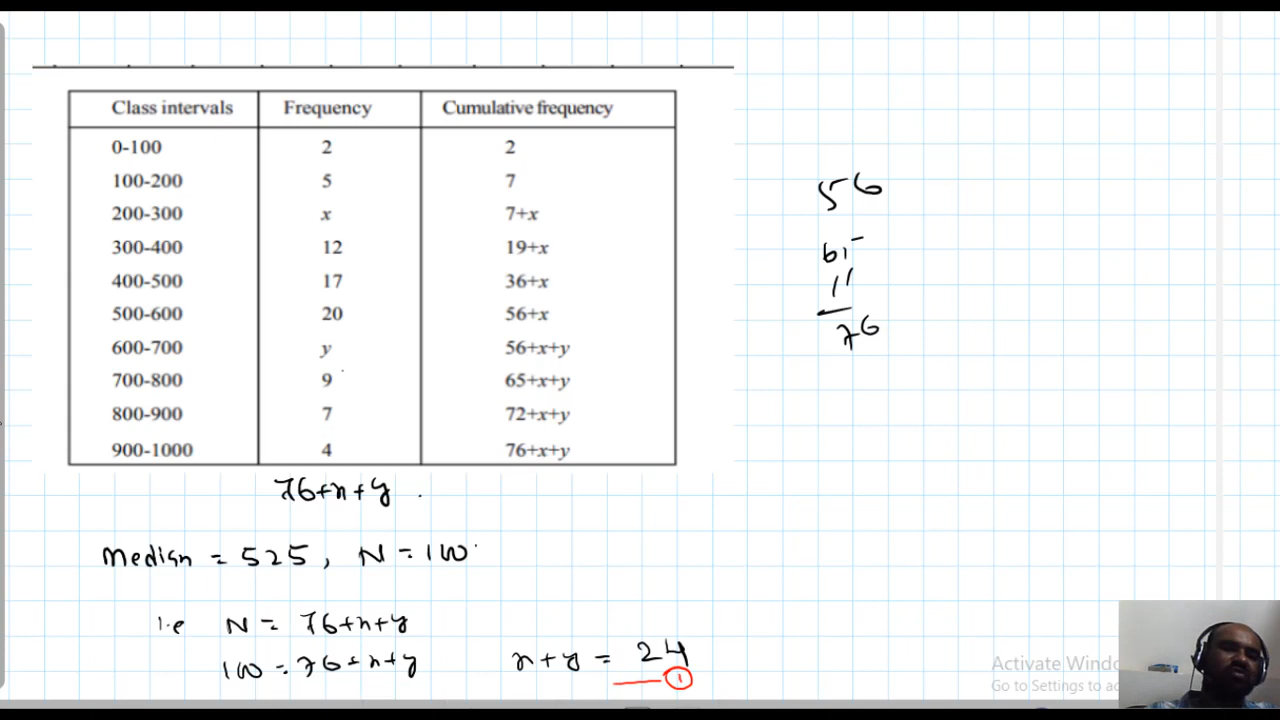 Class intervals Frequency Cumulative frequency
0-100 2 2
100-200 5 7
200-300 x 7+x
300-400 12 19+x
400-500 17 36+x
500-600 20 56+x
600-700 y 56+x+y
700-800 9 65+x+y
800-900 7 72+x+y
900-1000 4 76+x+y
76+x+y
56
11
76
Median = 525, N = 100
i.e N = 76+x+y
100 = 76+x+y x+y = 24
1
Activate Windo
Go to Settings to ac